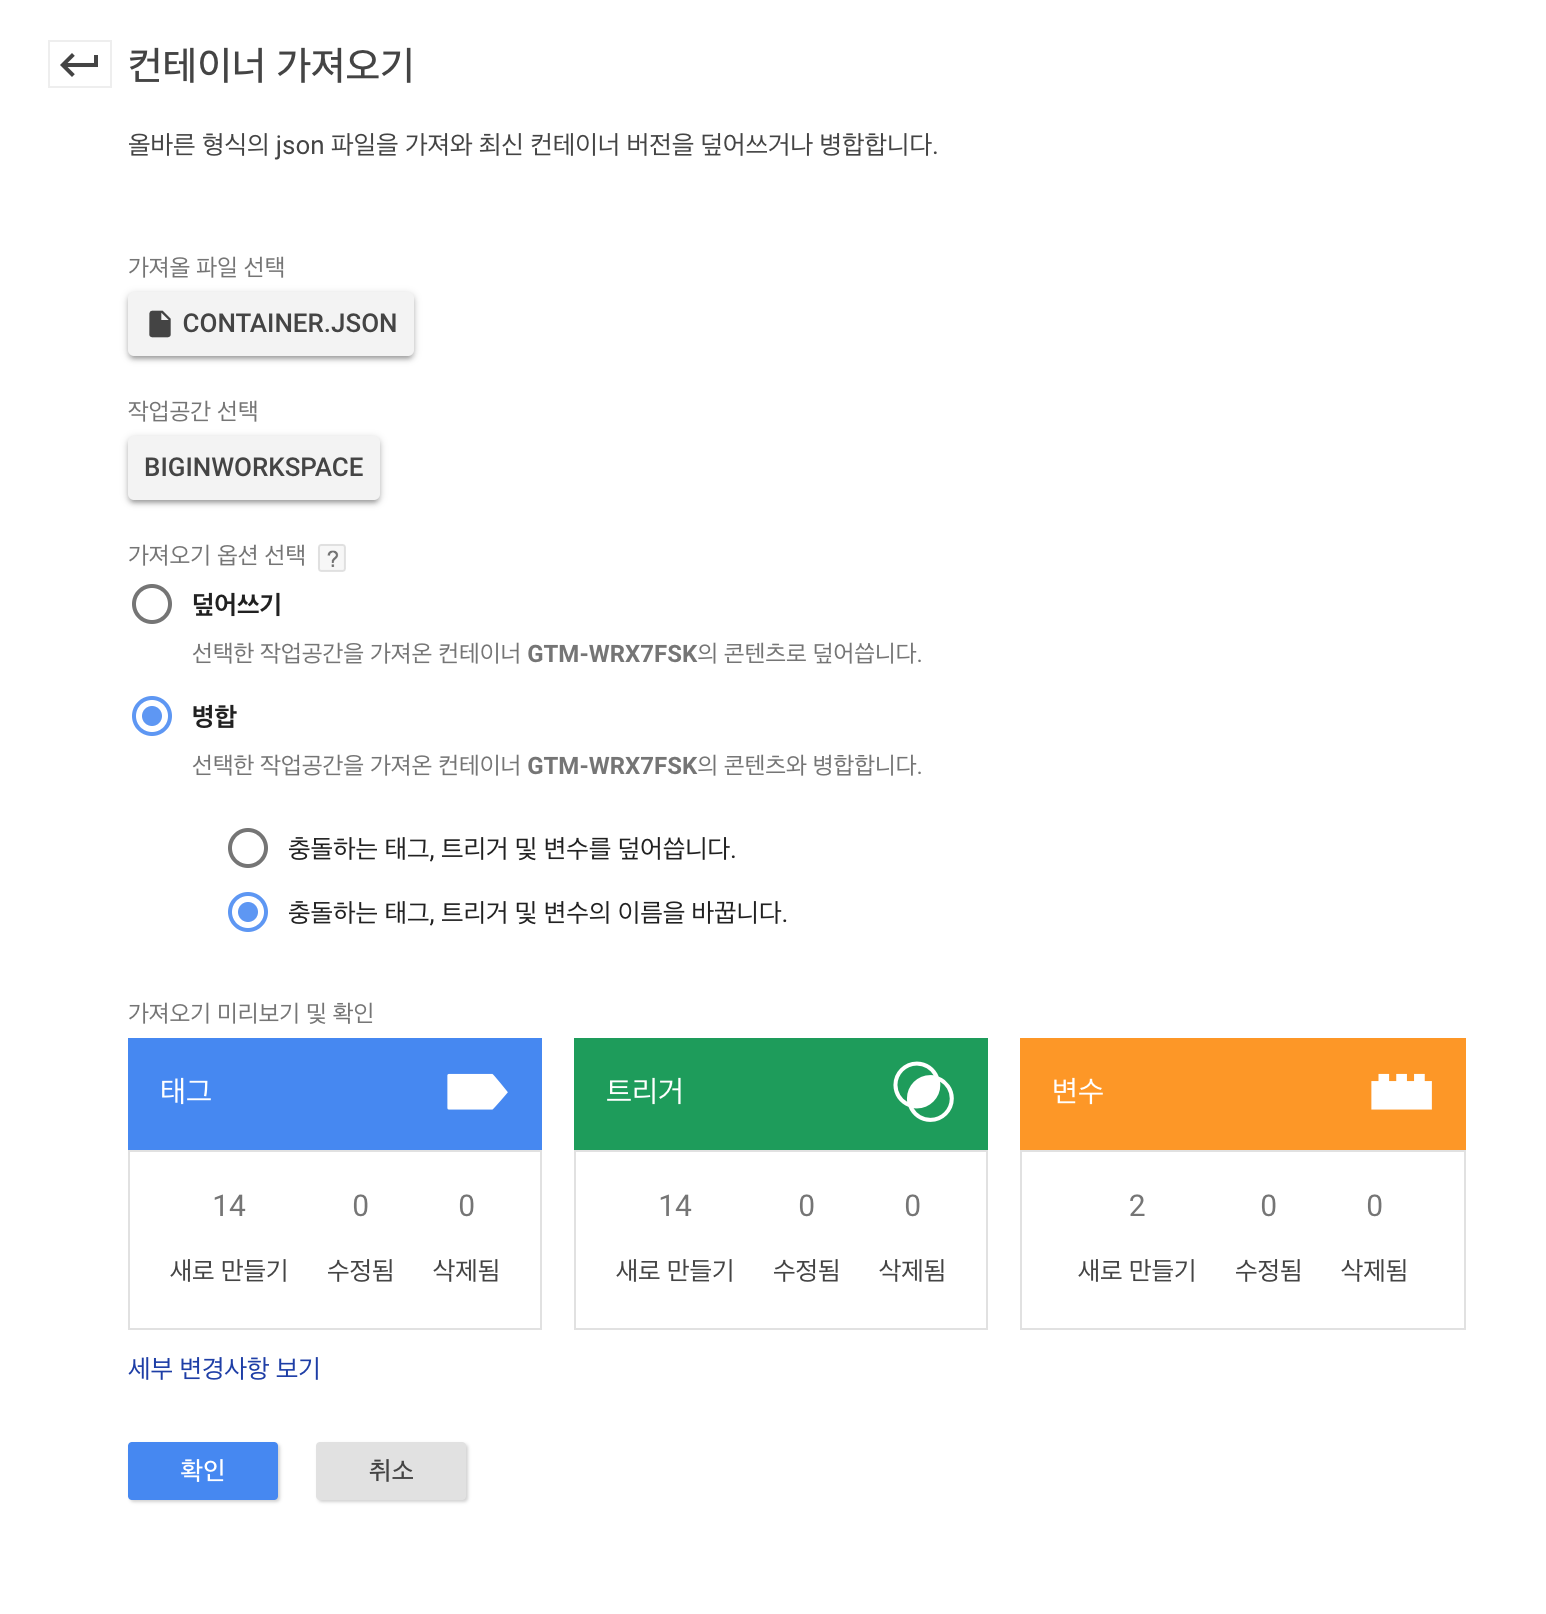 컨테이너 가져오기
올바른 형식의 json 파일을 가져와 최신 컨테이너 버전을 덮어쓰거나 병합합니다.
가져올 파일 선택
CONTAINER.JSON
작업공간 선택
BIGINWORKSPACE
가져오기 옵션 선택 ?
덮어쓰기
선택한 작업공간을 가져온 컨테이너 GTM-WRX7FSK의 콘텐츠로 덮어씁니다.
병합
선택한 작업공간을 가져온 컨테이너 GTM-WRX7FSK의 콘텐츠와 병합합니다.
충돌하는 태그, 트리거 및 변수를 덮어씁니다.
충돌하는 태그, 트리거 및 변수의 이름을 바꿉니다.
가져오기 미리보기 및 확인
태그
14 0 0
새로 만들기 수정됨 삭제됨
트리거
14 0 0
새로 만들기 수정됨 삭제됨
변수
2 0 0
새로 만들기 수정됨 삭제됨
세부 변경사항 보기
확인 취소